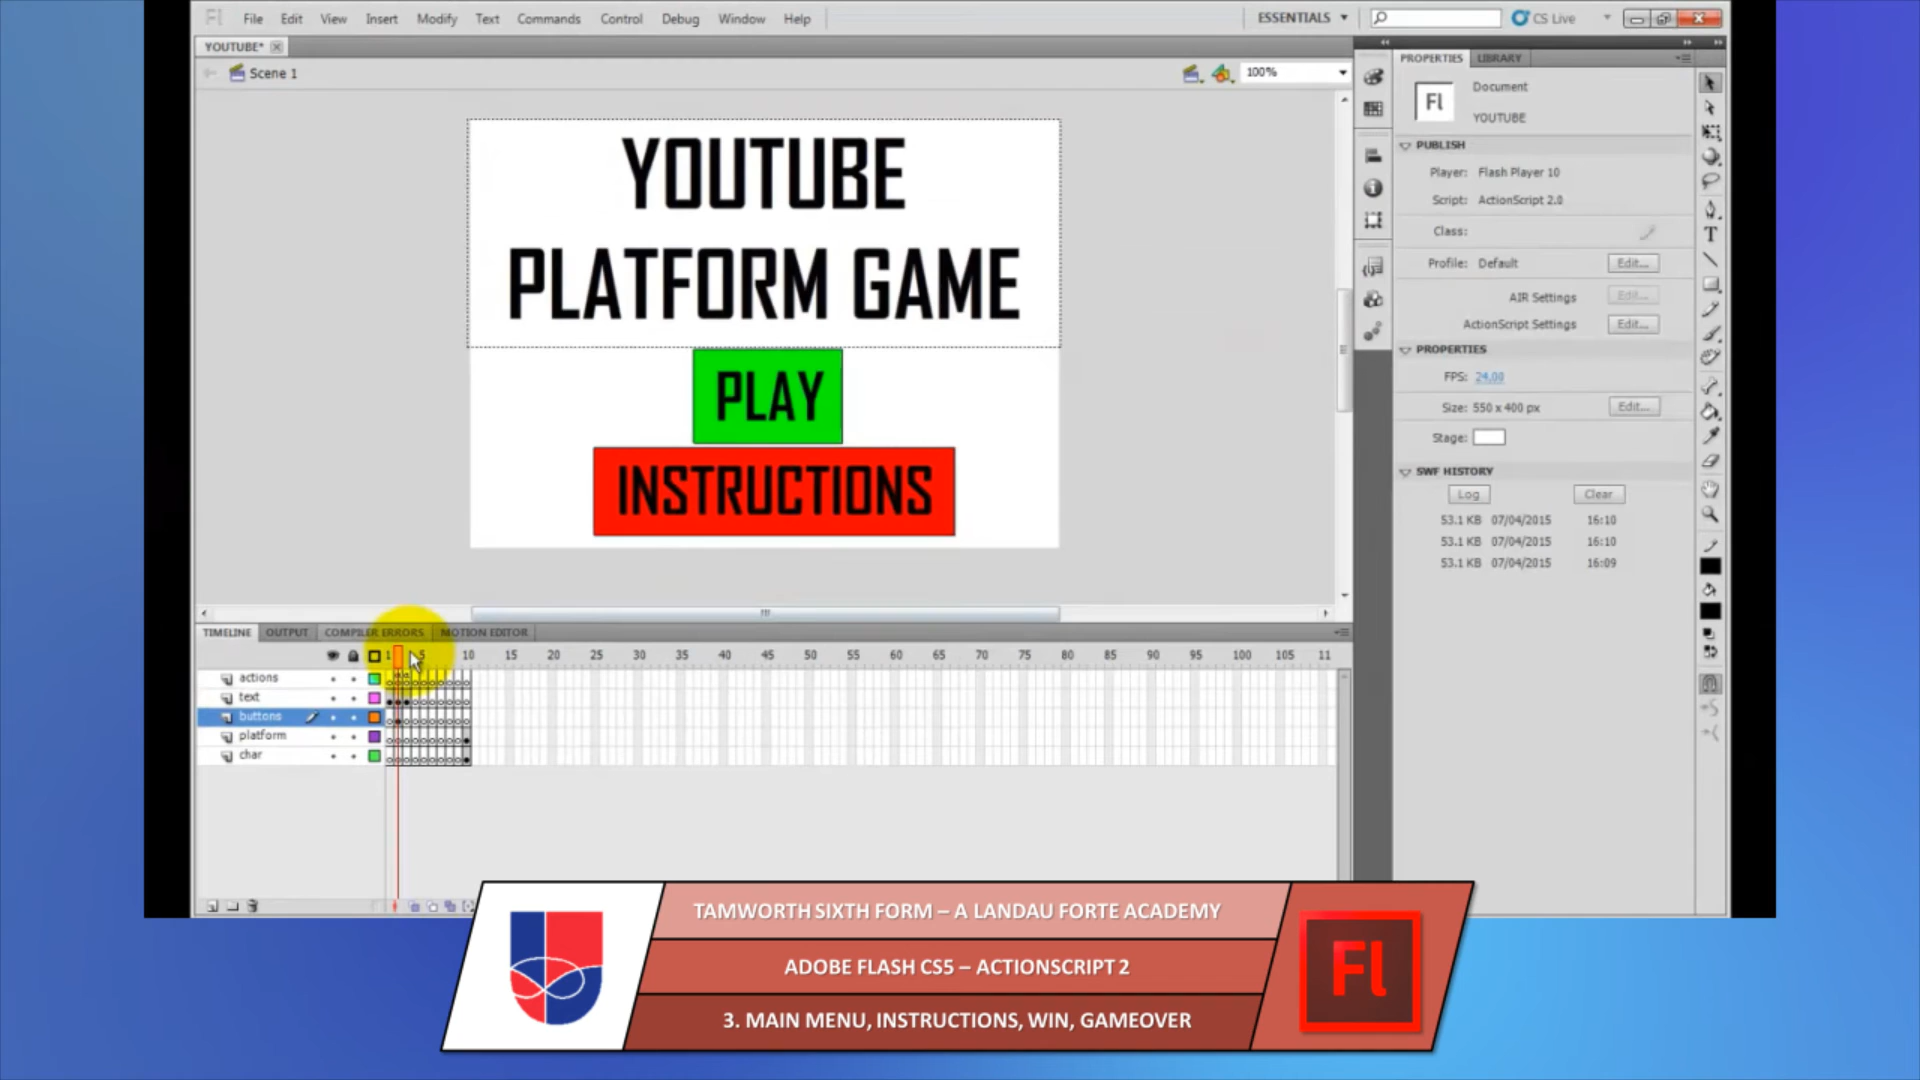 Fl File Edit View Insert Modify Text Commands Control Debug Window Help ESSENTIALS CS Live
YOUTUBE*
Scene 1 100%
YOUTUBE
PLATFORM GAME
PLAY
INSTRUCTIONS
PROPERTIES LIBRARY
Fl Document
YOUTUBE
PUBLISH
Player: Flash Player 10
Script: ActionScript 2.0
Class:
Profile: Default Edit...
AIR Settings Edit...
ActionScript Settings Edit...
PROPERTIES
FPS: 24.00
Size: 550 x 400 px Edit...
Stage:
SWF HISTORY
Log Clear
53.1 KB 07/04/2015 16:10
53.1 KB 07/04/2015 16:10
53.1 KB 07/04/2015 16:09
TIMELINE OUTPUT COMPILER ERRORS MOTION EDITOR
1 5 10 15 20 25 30 35 40 45 50 55 60 65 70 75 80 85 90 95 100 105 11
actions
text
buttons
platform
char
TAMWORTH SIXTH FORM – A LANDAU FORTE ACADEMY
ADOBE FLASH CS5 – ACTIONSCRIPT 2
3. MAIN MENU, INSTRUCTIONS, WIN, GAMEOVER
Fl